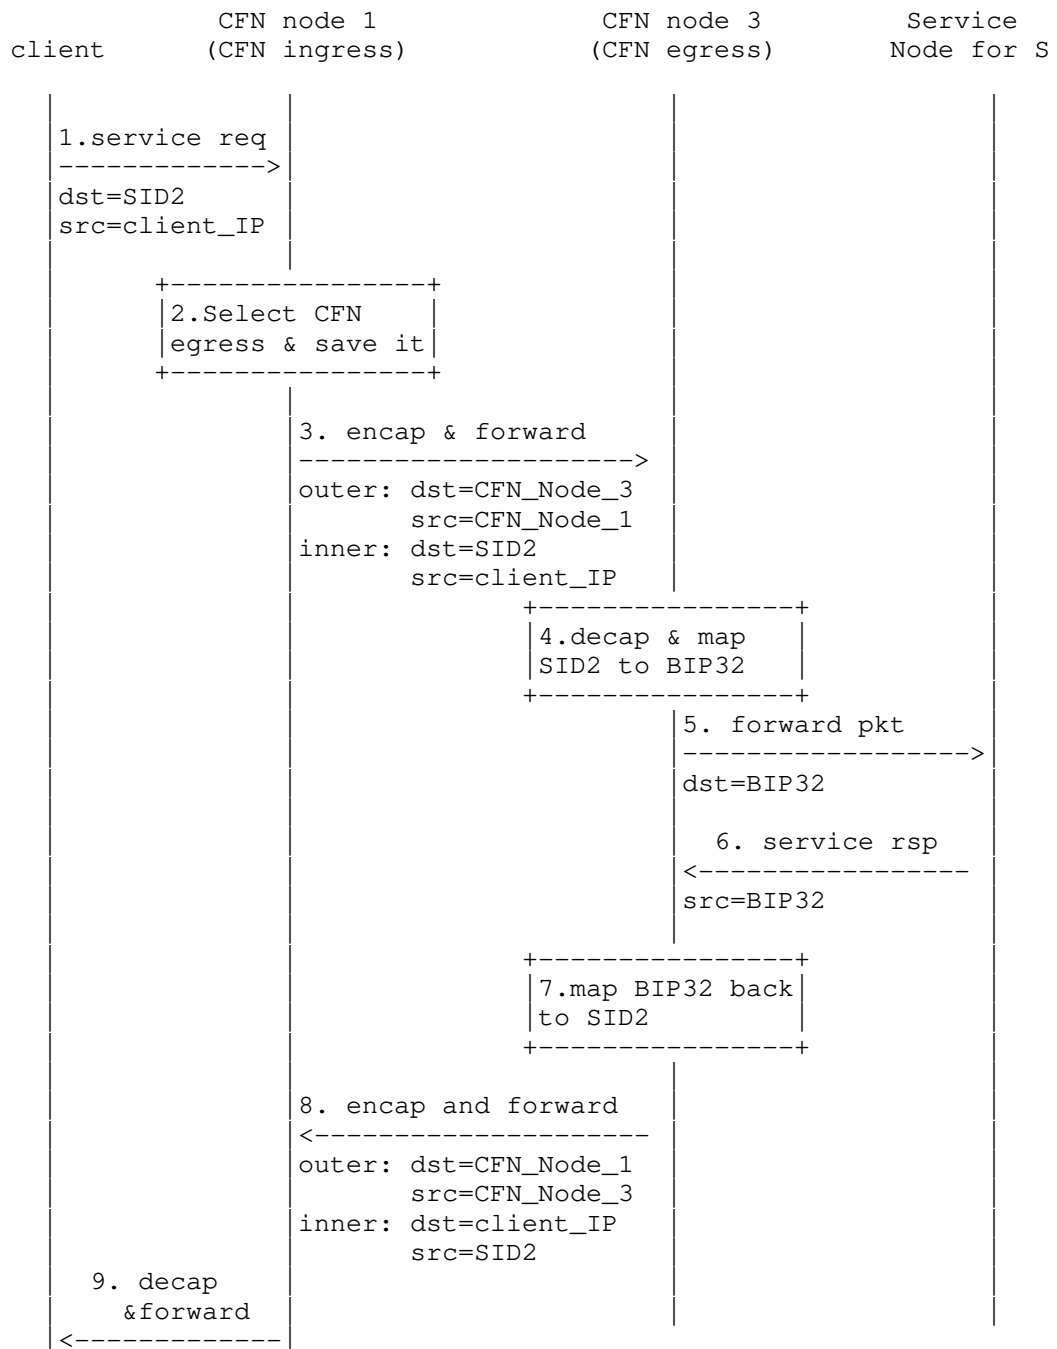 CFN node 1 CFN node 3 Service
client (CFN ingress) (CFN egress) Node for S
1.service req
dst=SID2
src=client_IP
2.Select CFN
egress & save it
3. encap & forward
outer: dst=CFN_Node_3
src=CFN_Node_1
inner: dst=SID2
src=client_IP
4.decap & map
SID2 to BIP32
5. forward pkt
dst=BIP32
6. service rsp
src=BIP32
7.map BIP32 back
to SID2
8. encap and forward
outer: dst=CFN_Node_1
src=CFN_Node_3
inner: dst=client_IP
src=SID2
9. decap
&forward